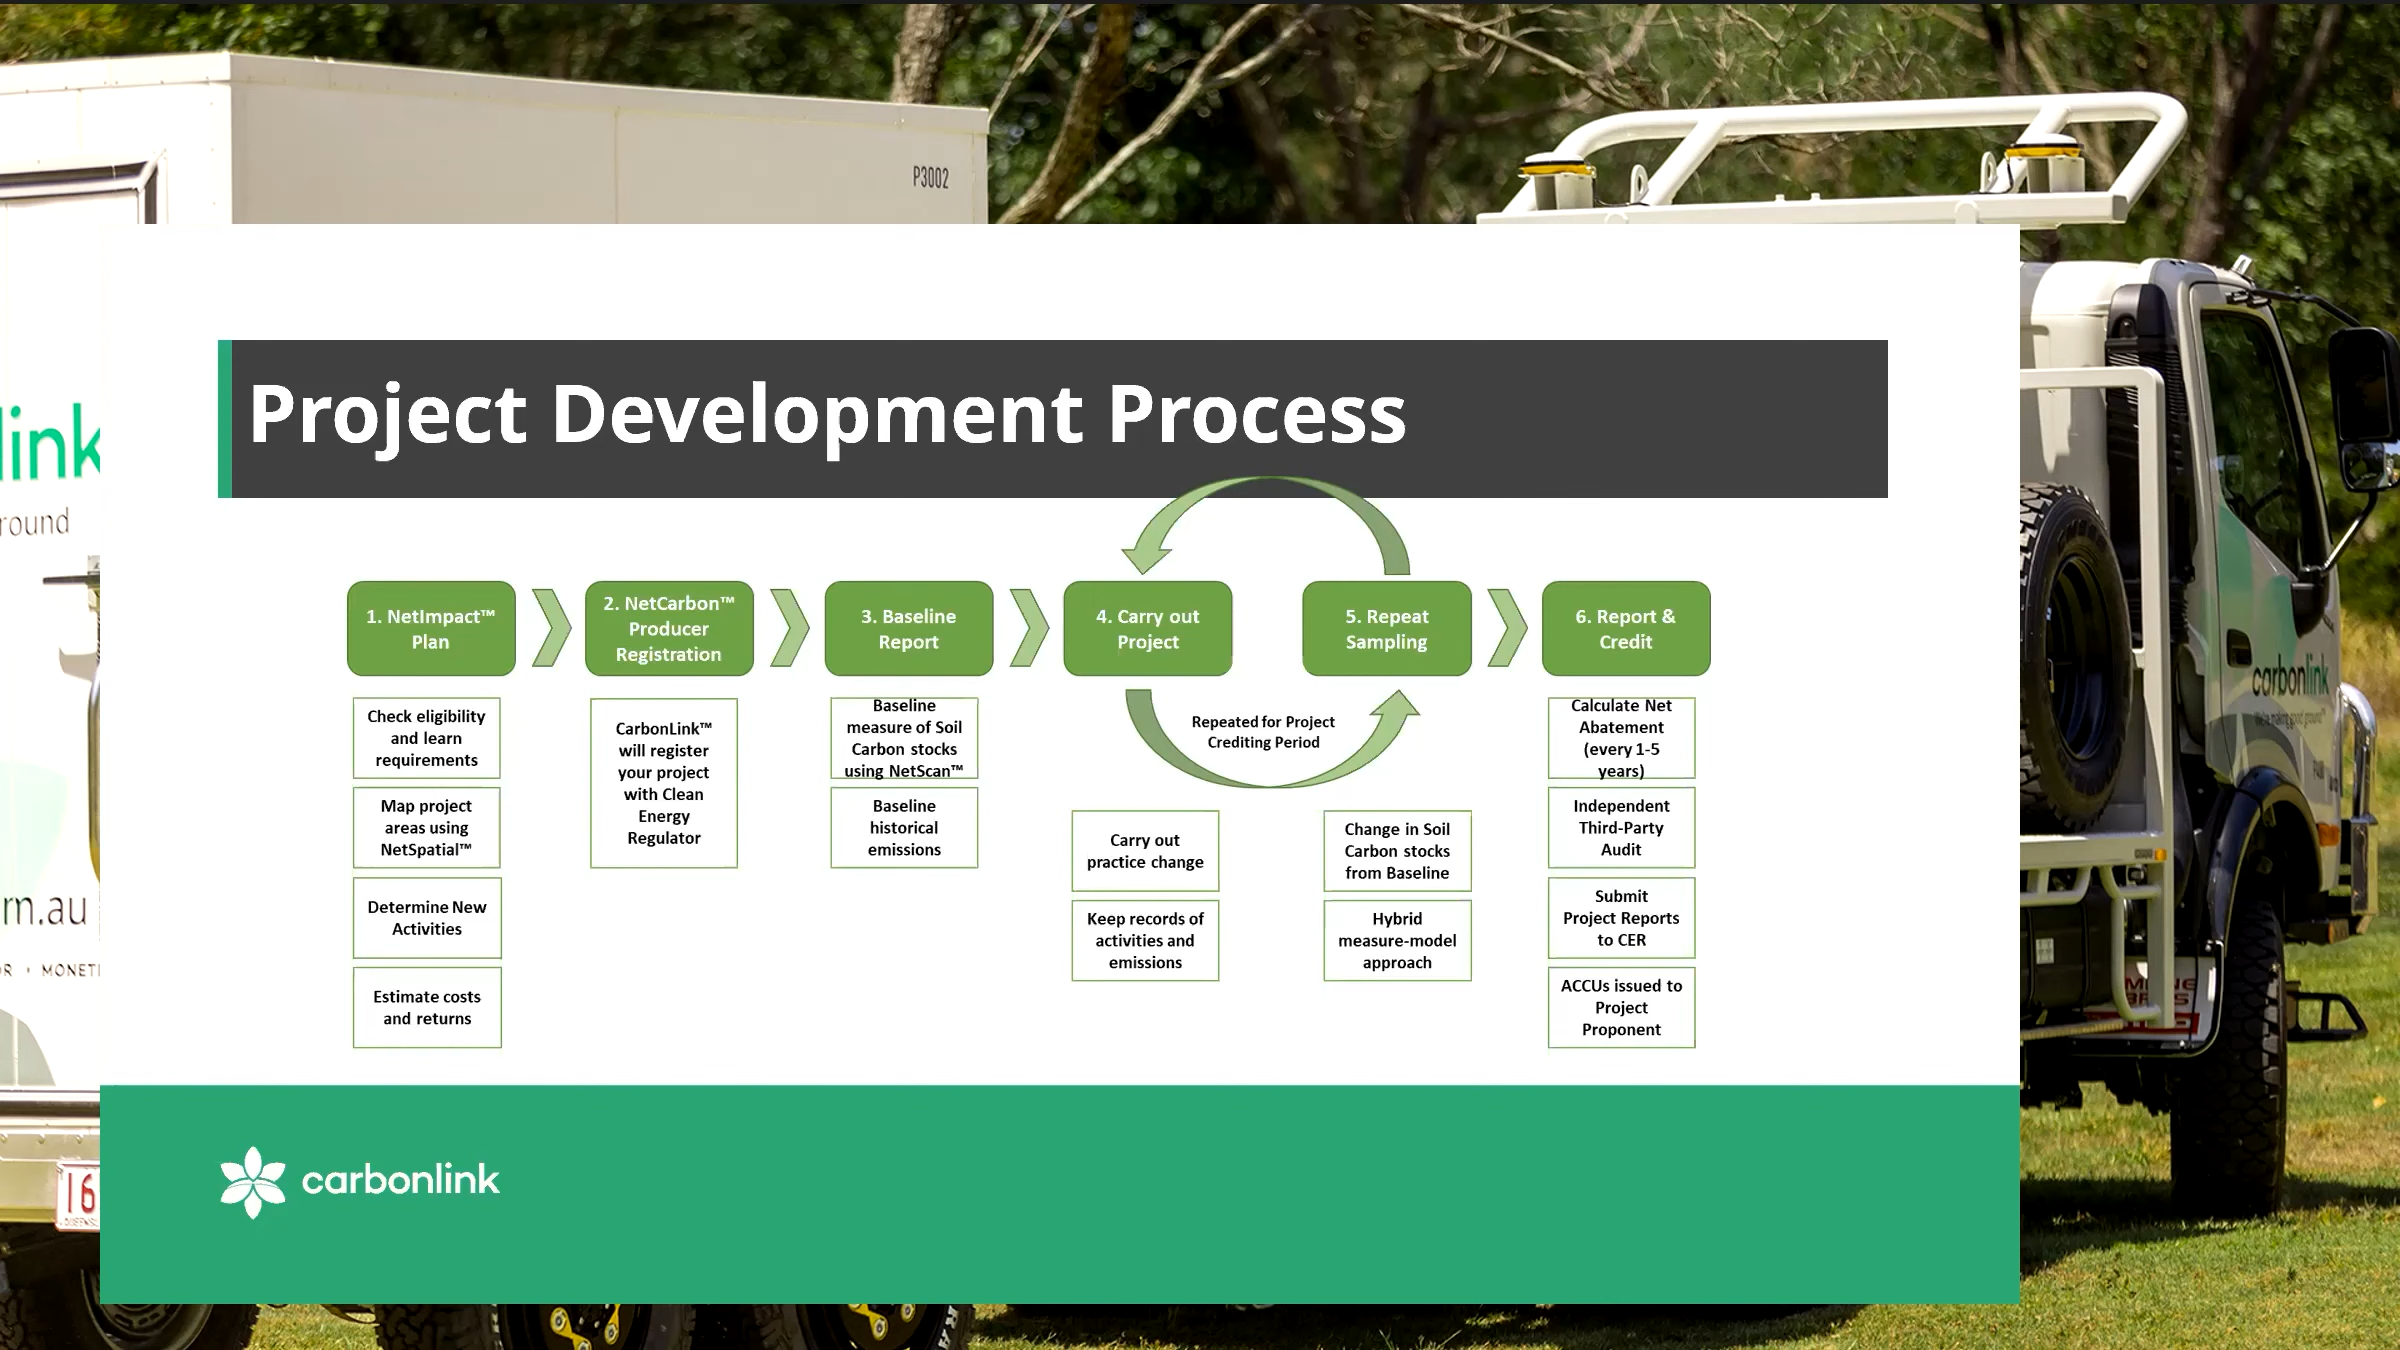 P3002
link
round
rn.au
MONETI
16
Project Development Process
1. NetImpact™
Plan
2. NetCarbon™
Producer
Registration
3. Baseline
Report
4. Carry out
Project
5. Repeat
Sampling
6. Report &
Credit
Check eligibility
and learn
requirements
Map project
areas using
NetSpatial™
Determine New
Activities
Estimate costs
and returns
CarbonLink™
will register
your project
with Clean
Energy
Regulator
Baseline
measure of Soil
Carbon stocks
using NetScan™
Baseline
historical
emissions
Repeated for Project
Crediting Period
Carry out
practice change
Keep records of
activities and
emissions
Change in Soil
Carbon stocks
from Baseline
Hybrid
measure-model
approach
Calculate Net
Abatement
(every 1-5
years)
Independent
Third-Party
Audit
Submit
Project Reports
to CER
ACCUs issued to
Project
Proponent
carbonlink
carbonlink